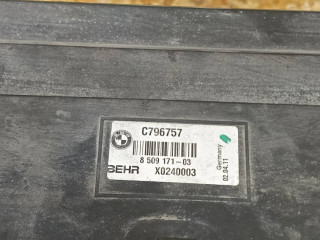 C796757
8 509 171-03
BEHR X0240003
Germany
02.04.11